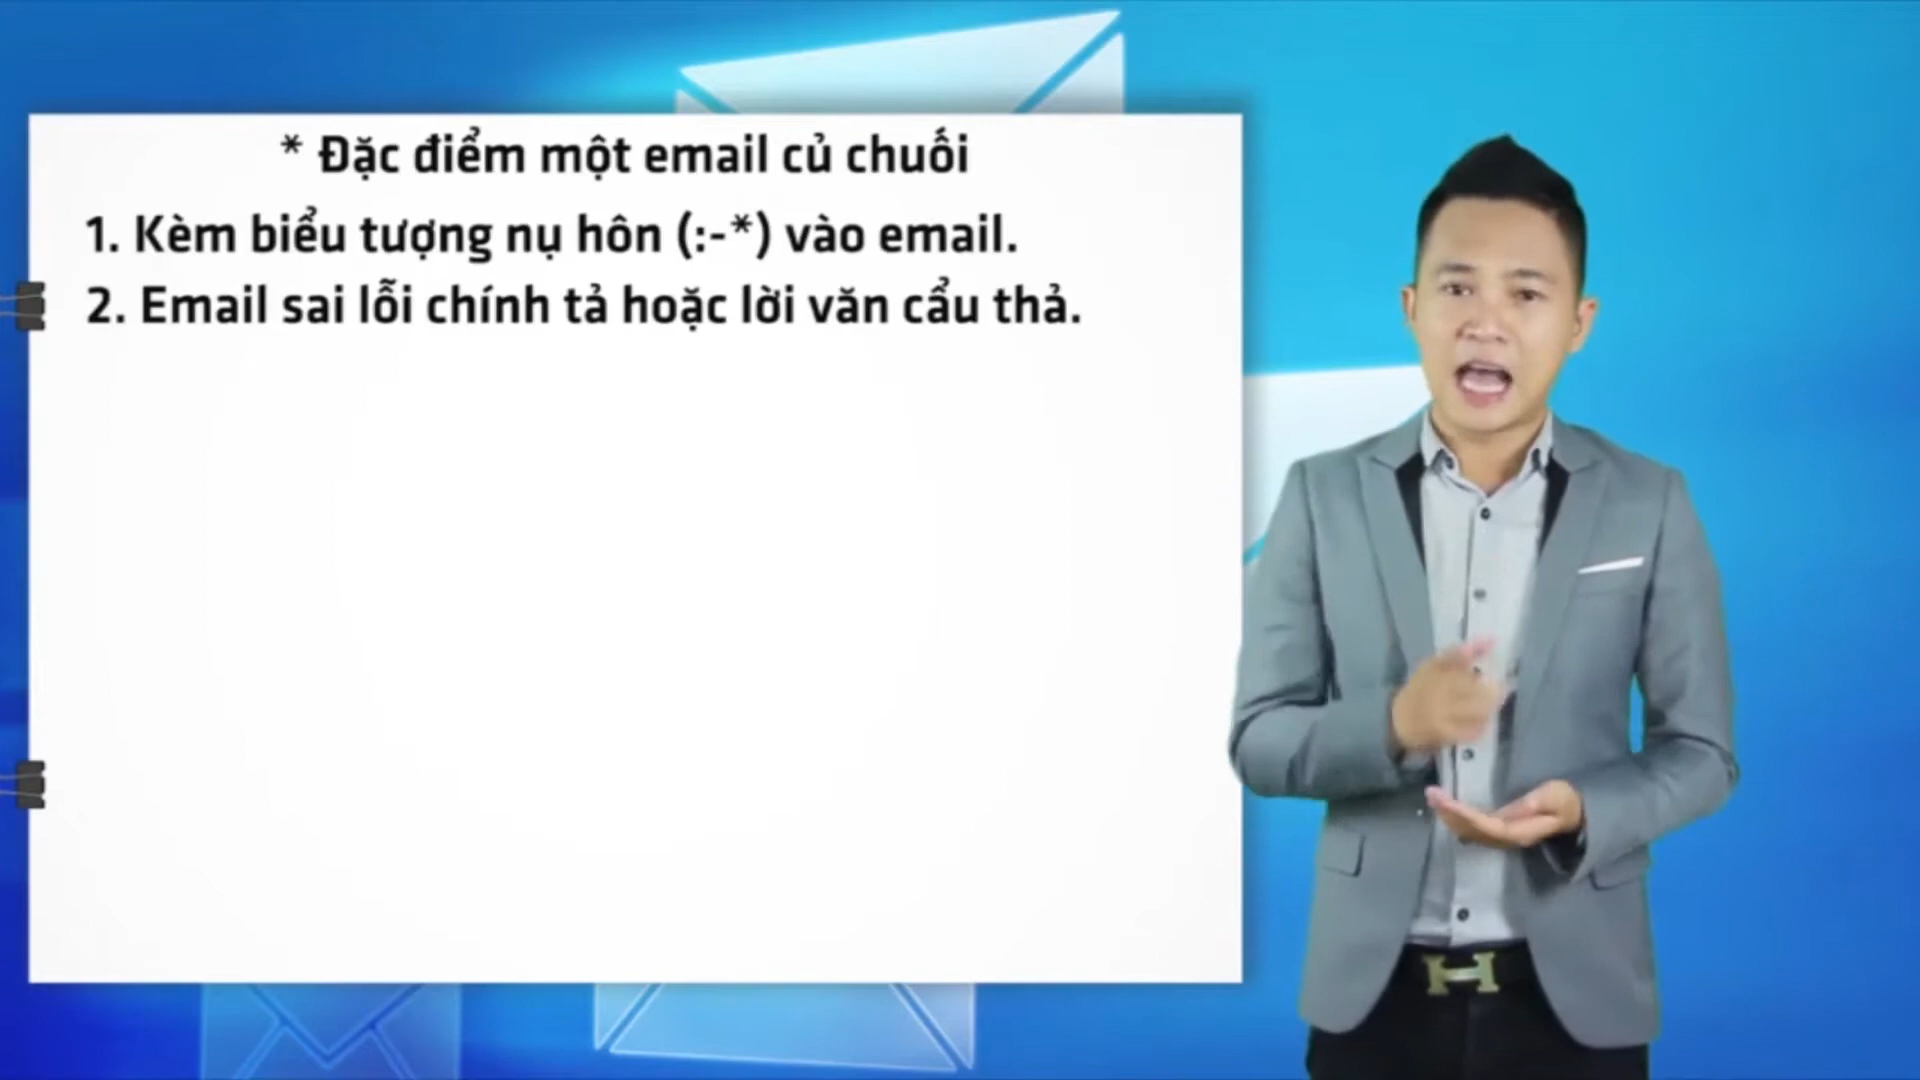 * Đặc điểm một email củ chuối
1. Kèm biểu tượng nụ hôn (:-*) vào email.
2. Email sai lỗi chính tả hoặc lời văn cẩu thả.